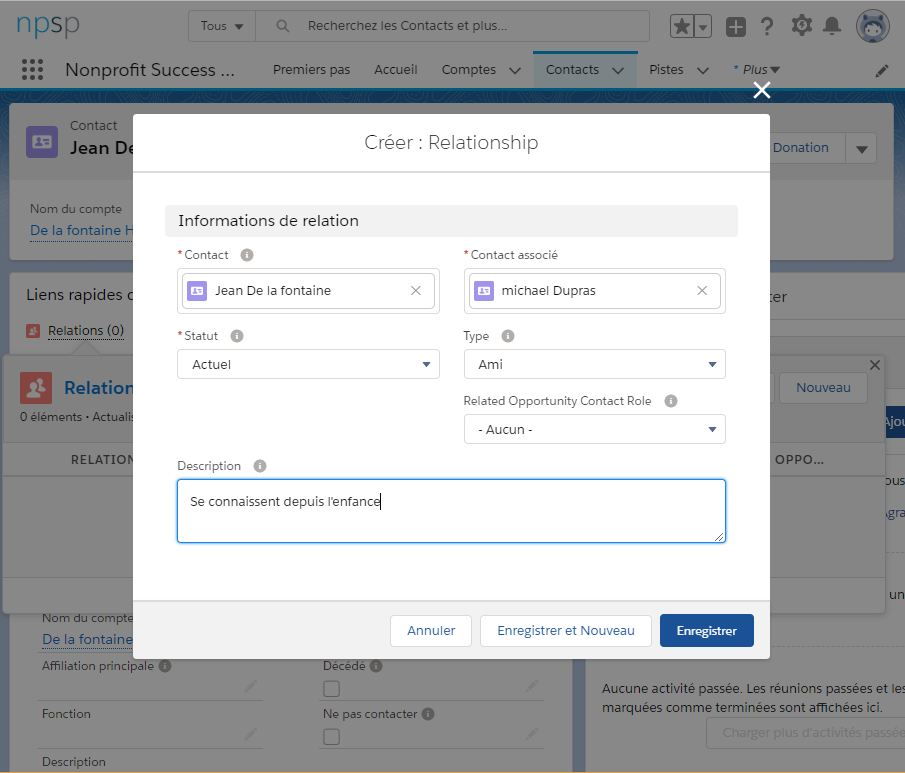 npsp
Tous
Recherchez les Contacts et plus...
Nonprofit Success ...
Premiers pas
Accueil
Comptes
Contacts
Pistes
* Plus
Contact
Jean De
Donation
Nom du compte
De la fontaine H
Liens rapides
Relations (0)
Relation
0 éléments • Actualis
Nouveau
RELATION
OPPO...
Créer : Relationship
Informations de relation
* Contact
* Contact associé
Jean De la fontaine
michael Dupras
* Statut
Type
Actuel
Ami
Related Opportunity Contact Role
- Aucun -
Description
Se connaissent depuis l'enfance
Annuler
Enregistrer et Nouveau
Enregistrer
Nom du compte
De la fontaine
Affiliation principale
Décédé
Fonction
Ne pas contacter
Description
Aucune activité passée. Les réunions passées et les
marquées comme terminées sont affichées ici.
Charger plus d'activités passée